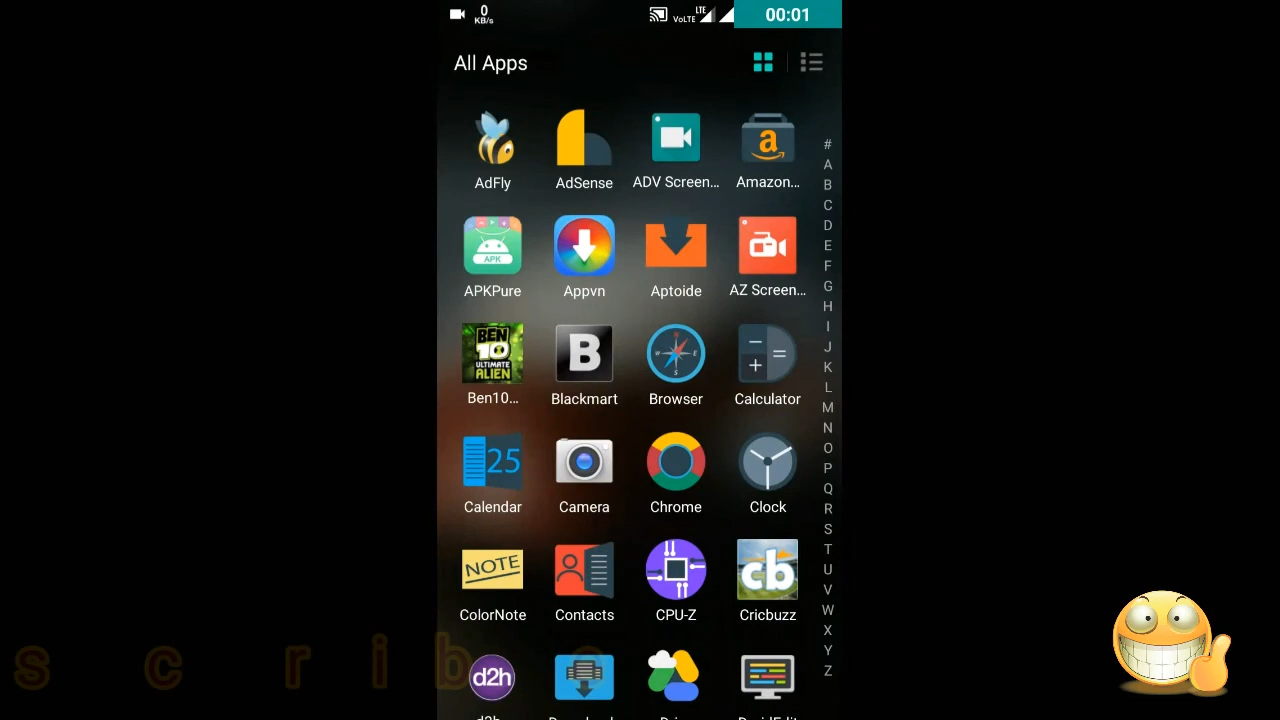 0
KB/s
VoLTE
LTE
00:01
All Apps
AdFly
AdSense
ADV Screen…
a
Amazon…
APK
APKPure
Appvn
Aptoide
AZ Screen…
BEN
10
ULTIMATE
ALIEN
Ben10…
B
Blackmart
W
E
S
Browser
Calculator
25
Calendar
Camera
Chrome
Clock
NOTE
ColorNote
Contacts
CPU-Z
cb
Cricbuzz
d2h
d2h
#
A
B
C
D
E
F
G
H
I
J
K
L
M
N
O
P
Q
R
S
T
U
V
W
X
Y
Z
s c r i b e